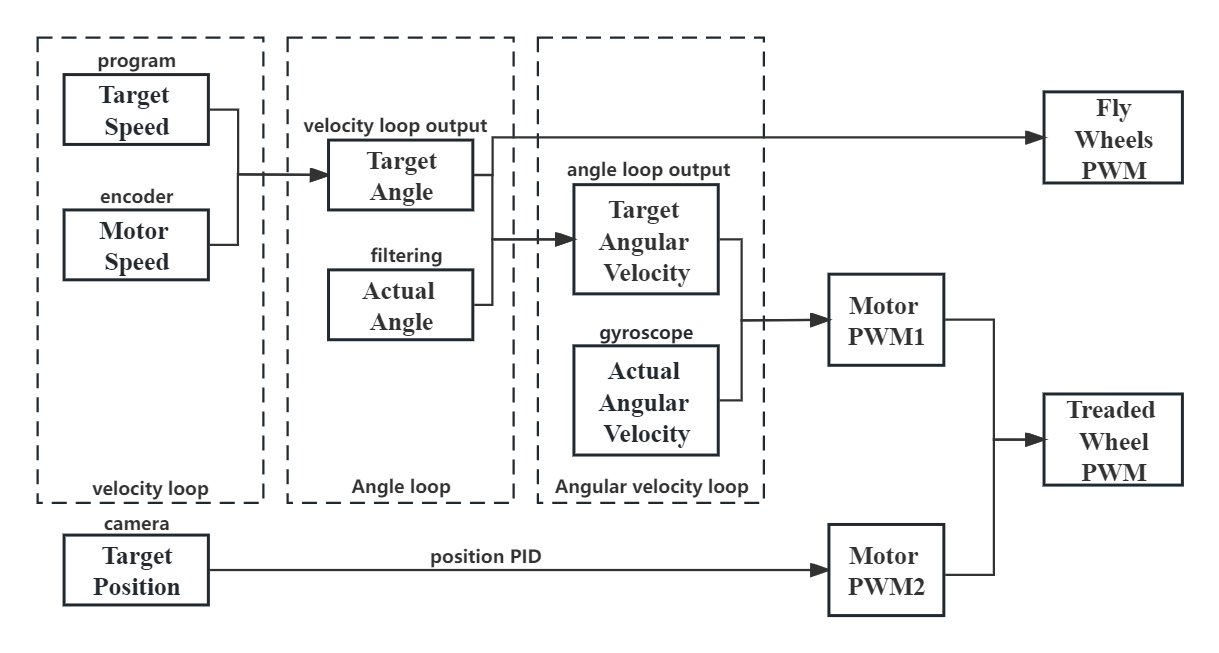 program
Target
Speed
encoder
Motor
Speed
velocity loop
velocity loop output
Target
Angle
filtering
Actual
Angle
Angle loop
angle loop output
Target
Angular
Velocity
gyroscope
Actual
Angular
Velocity
Angular velocity loop
Fly
Wheels
PWM
Motor
PWM1
Treaded
Wheel
PWM
camera
Target
Position
position PID
Motor
PWM2